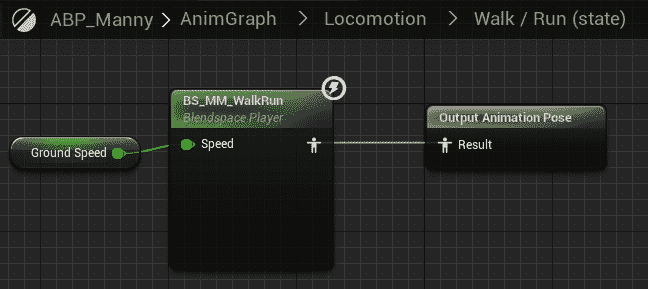 ABP_Manny > AnimGraph > Locomotion > Walk / Run (state)
BS_MM_WalkRun
Blendspace Player
Output Animation Pose
Ground Speed
Speed
Result